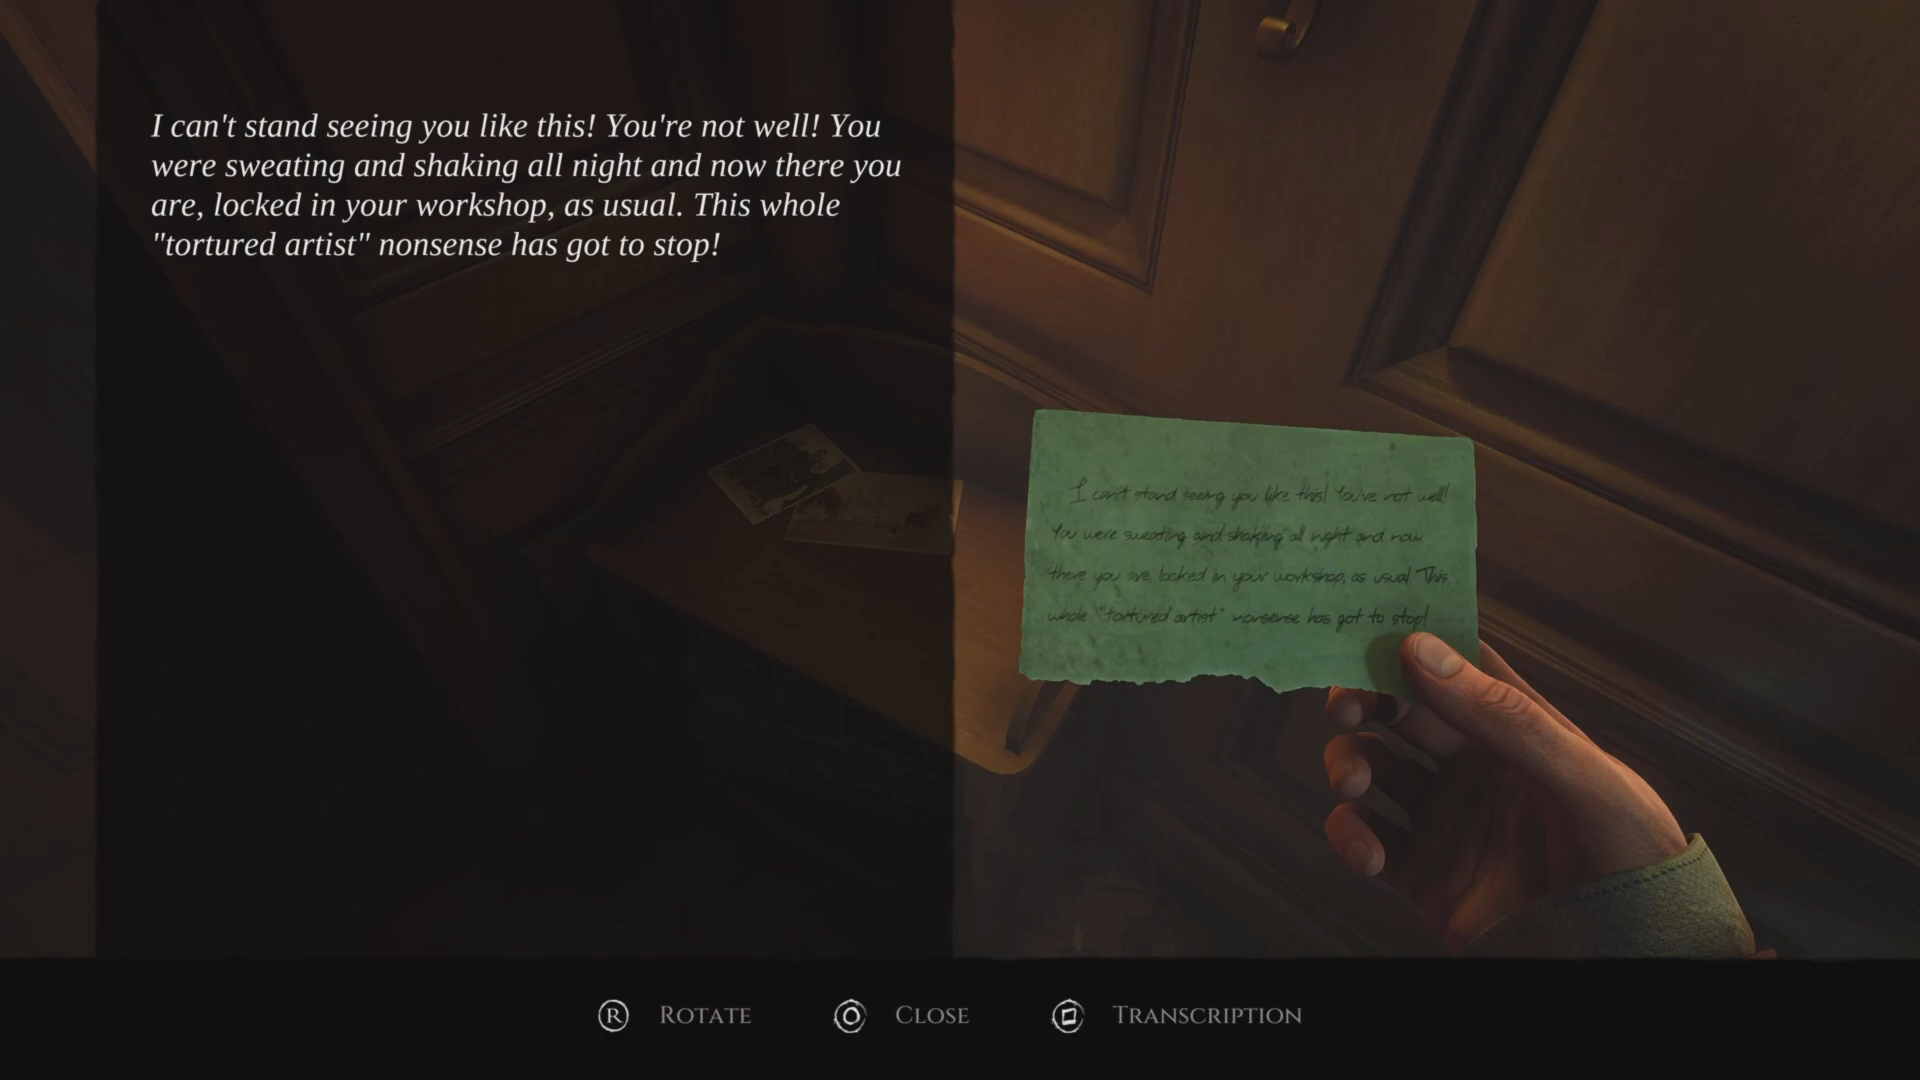 I can't stand seeing you like this! You're not well! You
were sweating and shaking all night and now there you
are, locked in your workshop, as usual. This whole
"tortured artist" nonsense has got to stop!
I can't stand seeing you like this! You're not well!
You were sweating and shaking all night and now
there you are, locked in your workshop, as usual. This
whole "tortured artist" nonsense has got to stop!
R ROTATE CLOSE TRANSCRIPTION